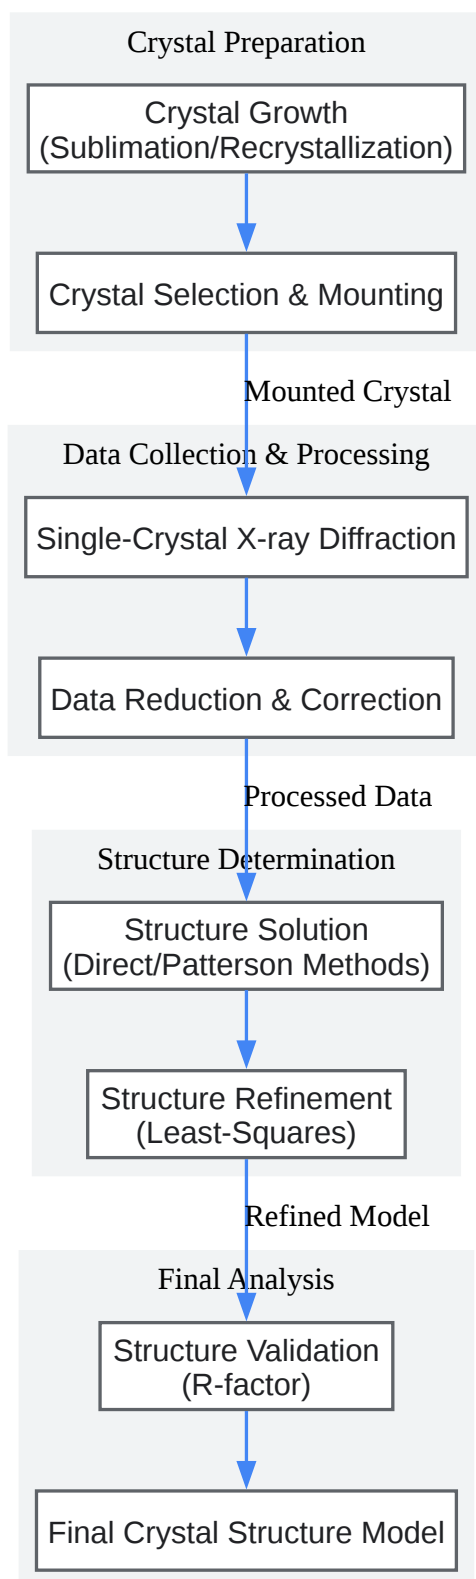 Crystal Preparation
Crystal Growth
(Sublimation/Recrystallization)
Crystal Selection & Mounting
Mounted Crystal
Data Collection & Processing
Single-Crystal X-ray Diffraction
Data Reduction & Correction
Processed Data
Structure Determination
Structure Solution
(Direct/Patterson Methods)
Structure Refinement
(Least-Squares)
Refined Model
Final Analysis
Structure Validation
(R-factor)
Final Crystal Structure Model